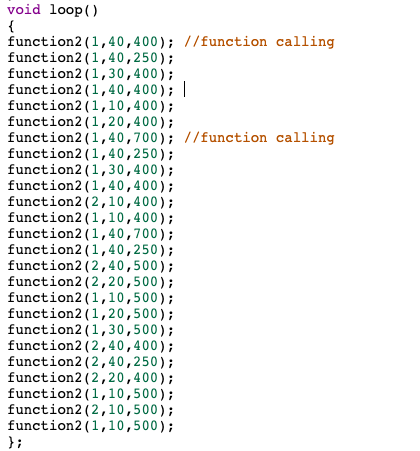 void loop()
{
function2(1,40,400); //function calling
function2(1,40,250);
function2(1,30,400);
function2(1,40,400);
function2(1,10,400);
function2(1,20,400);
function2(1,40,700); //function calling
function2(1,40,250);
function2(1,30,400);
function2(1,40,400);
function2(2,10,400);
function2(1,10,400);
function2(1,40,700);
function2(1,40,250);
function2(2,40,500);
function2(2,20,500);
function2(1,10,500);
function2(1,20,500);
function2(1,30,500);
function2(2,40,400);
function2(2,40,250);
function2(2,20,400);
function2(1,10,500);
function2(2,10,500);
function2(1,10,500);
};